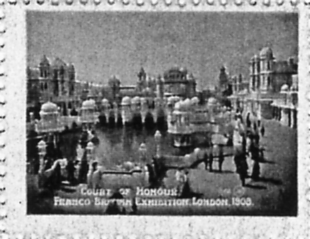 COURT OF HONOUR.
FRANCO BRITISH EXHIBITION, LONDON, 1908.